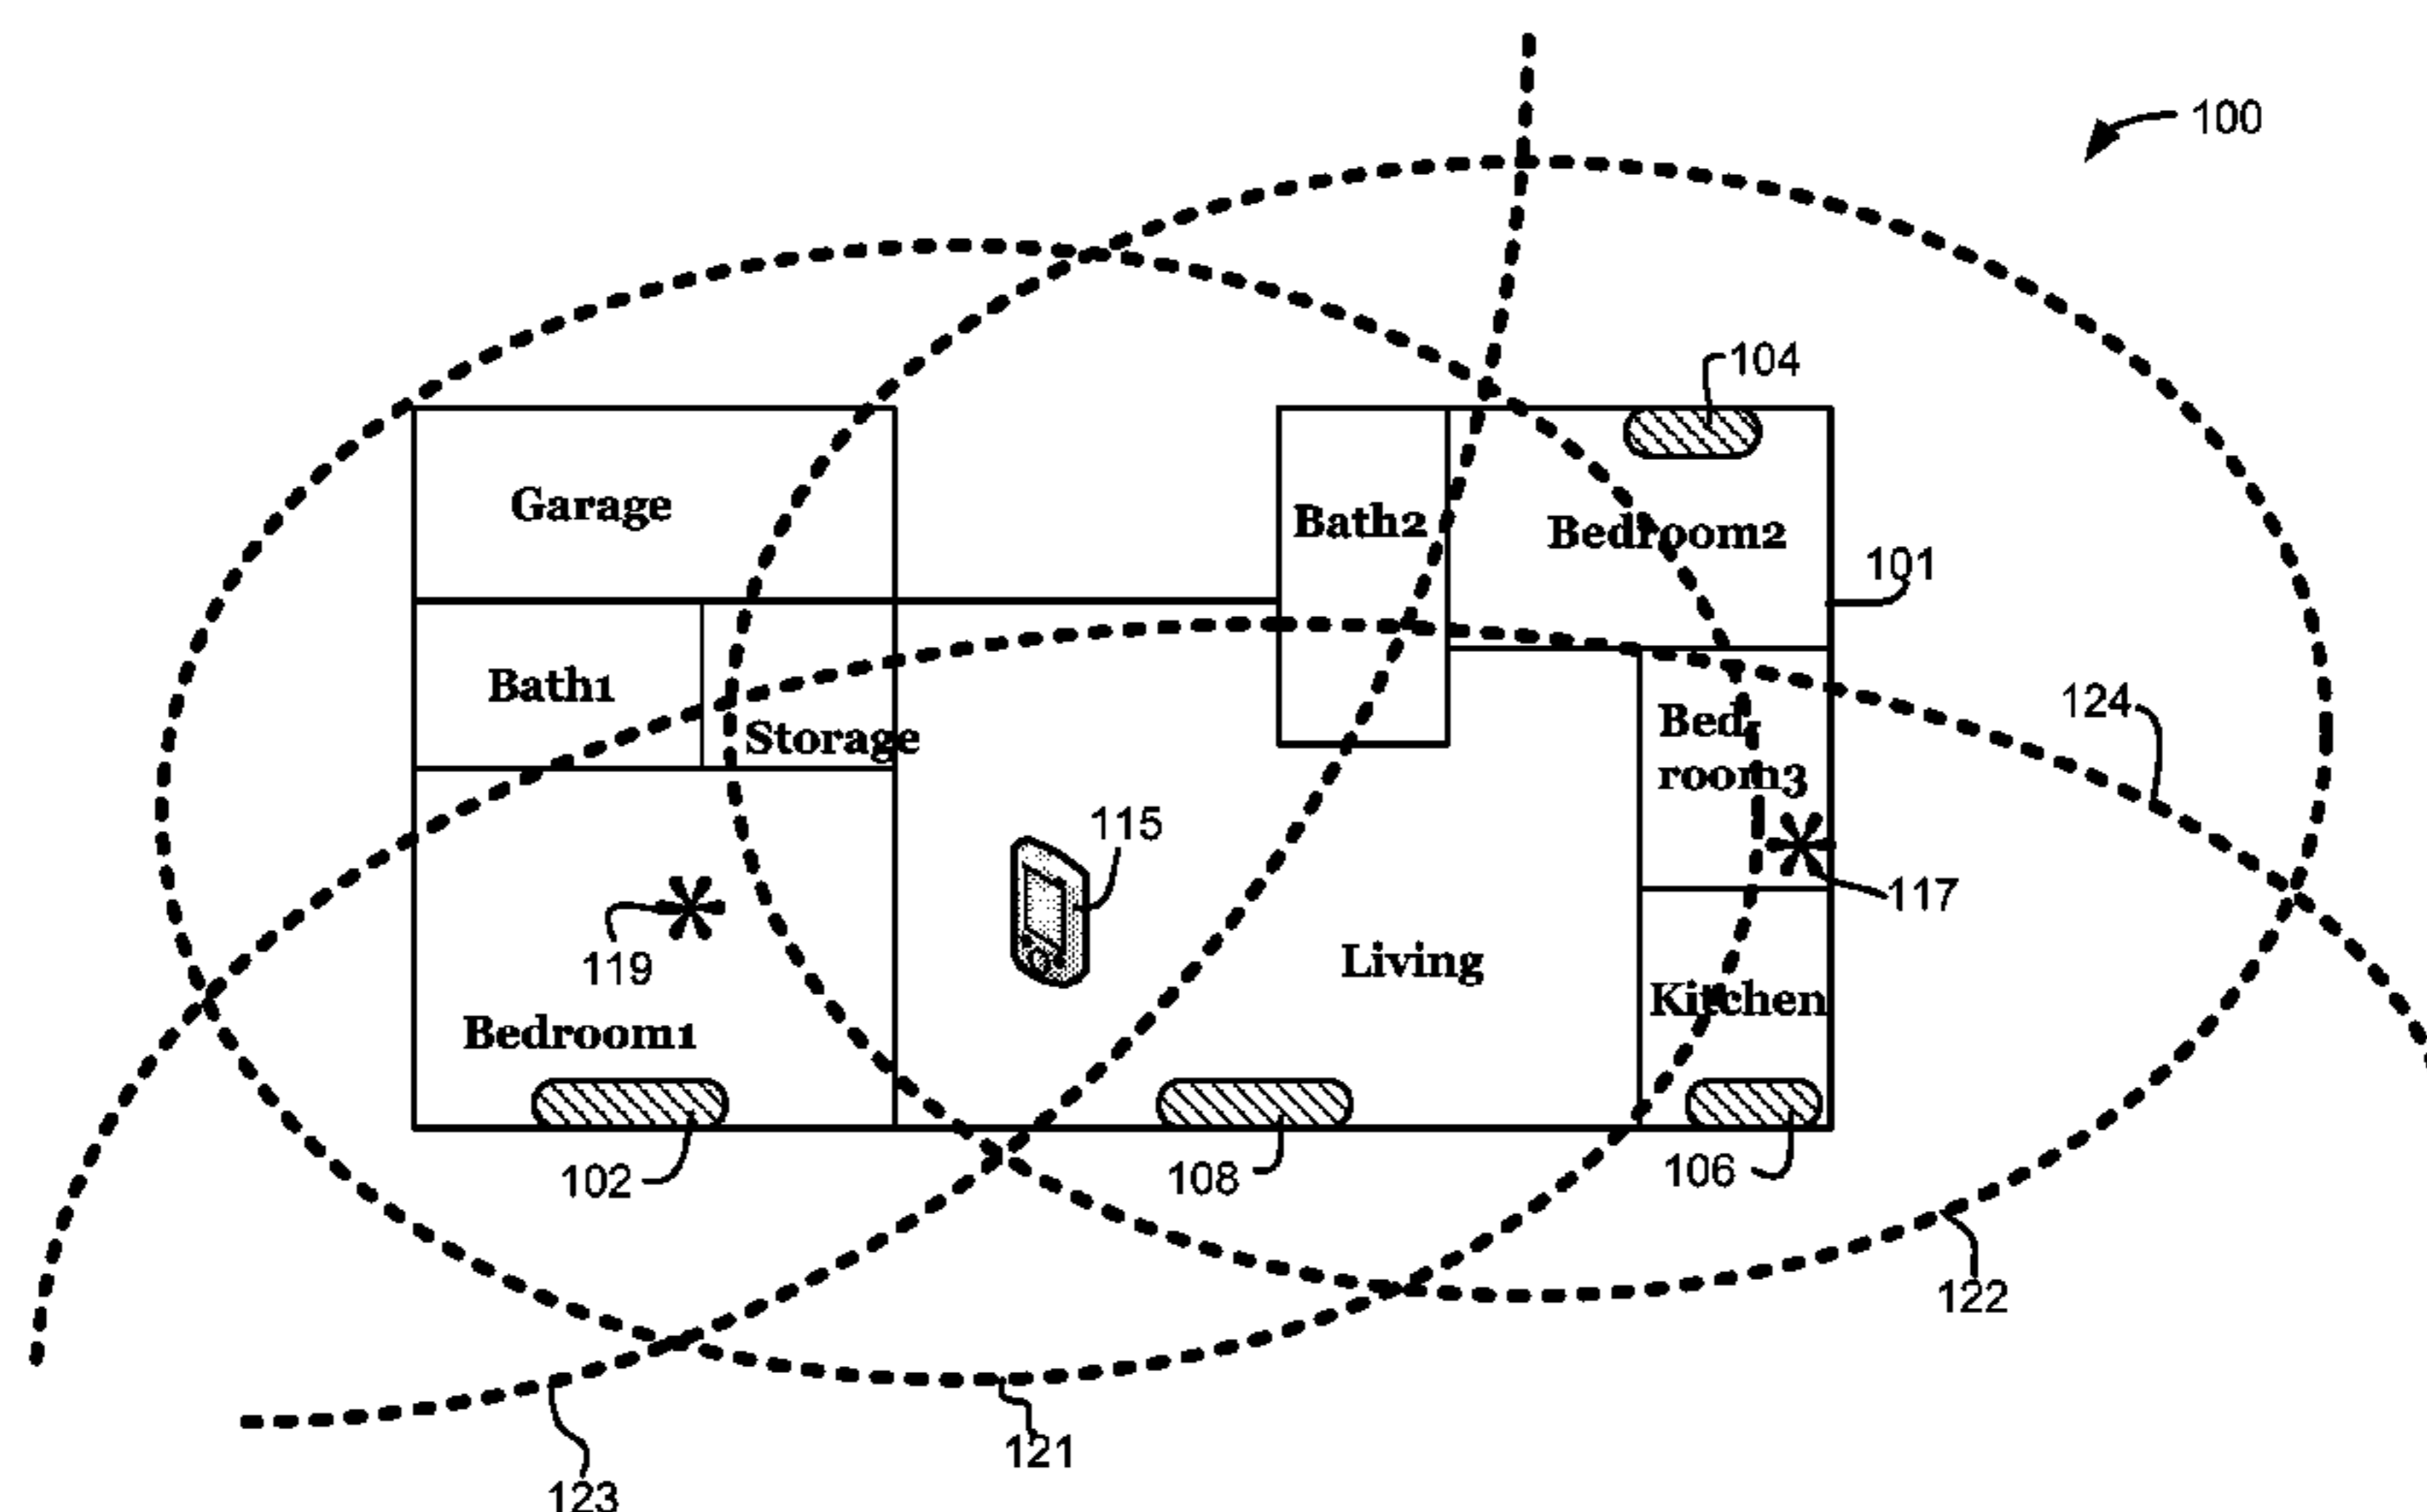 100
104
Garage
Bath2
Bedroom2
101
Bath1
Storage
Bed
room3
124
115
117
119
Living
Kitchen
Bedroom1
102
108
106
122
121
123